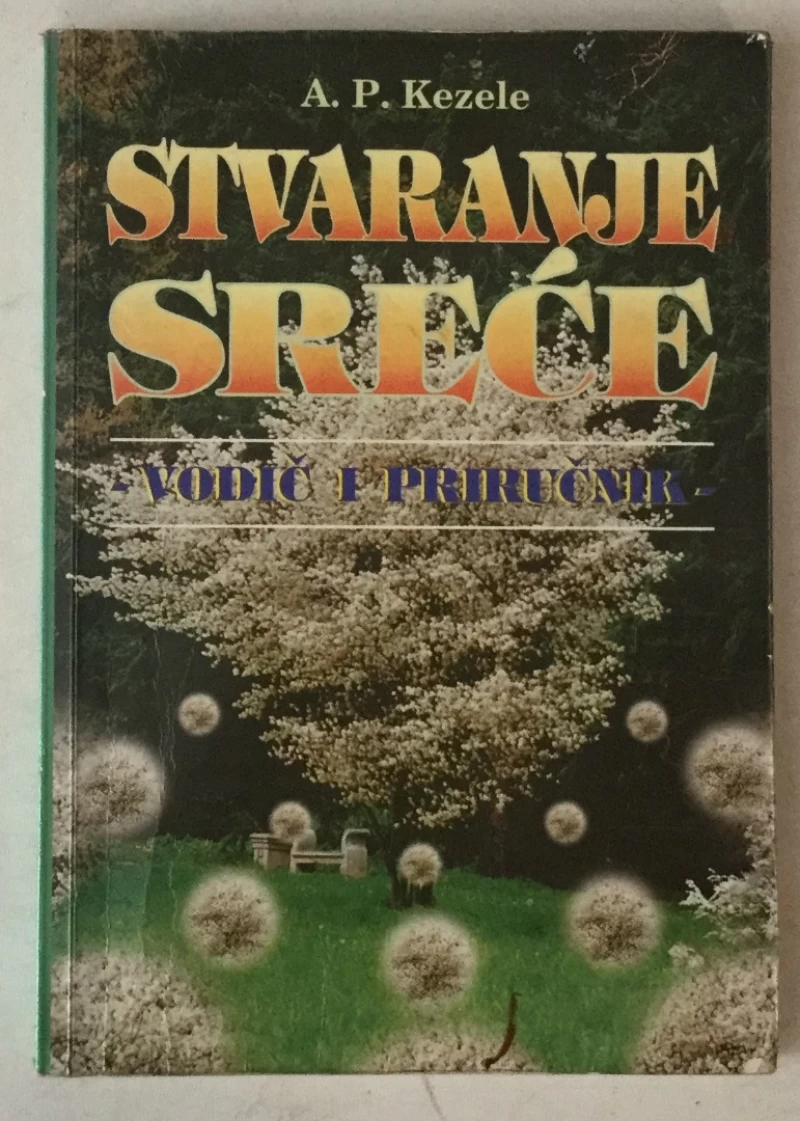 A. P. Kezele
STVARANJE
SREĆE
- VODIČ I PRIRUČNIK -